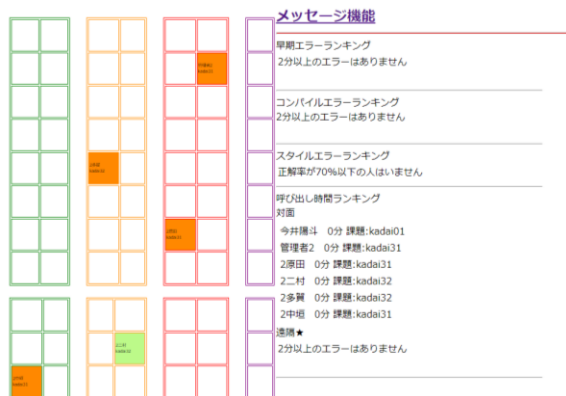 メッセージ機能
早期エラーランキング
2分以上のエラーはありません
コンパイルエラーランキング
2分以上のエラーはありません
スタイルエラーランキング
正解率が70%以下の人はいません
呼び出し時間ランキング
対面
今井陽斗 0分 課題:kadai01
管理者2 0分 課題:kadai31
2原田 0分 課題:kadai31
2二村 0分 課題:kadai32
2多賀 0分 課題:kadai32
2中垣 0分 課題:kadai31
遠隔★
2分以上のエラーはありません